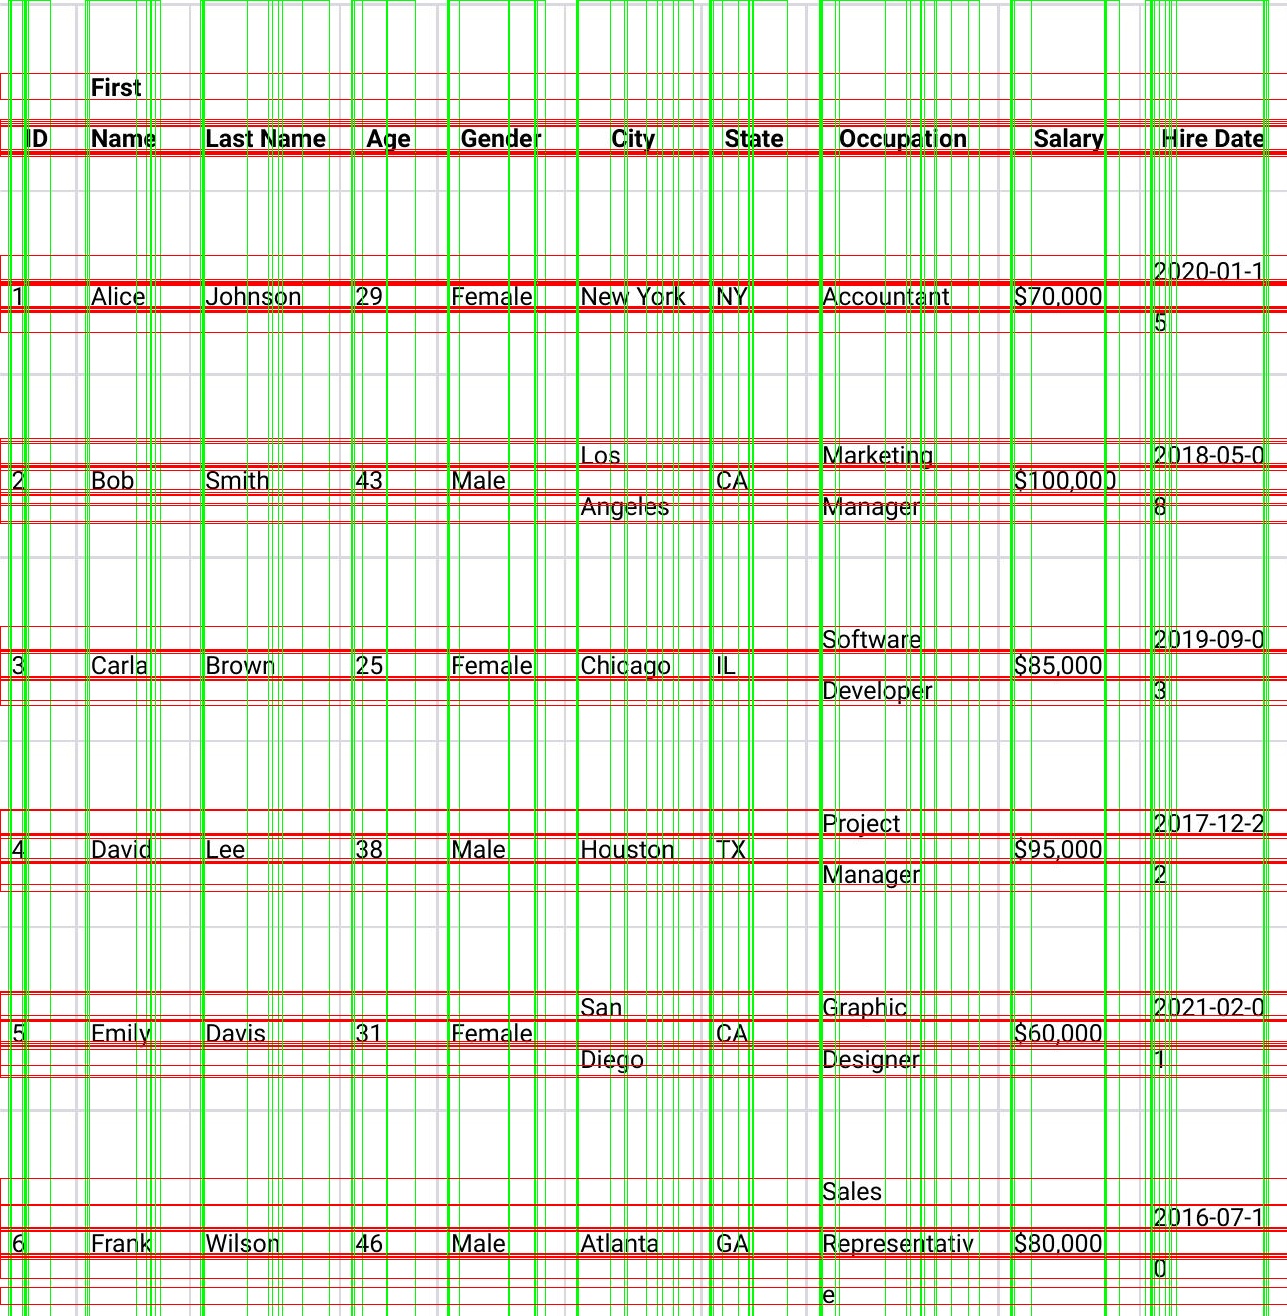 First
ID Name Last Name Age Gender City State Occupation Salary Hire Date
2020-01-1
1 Alice Johnson 29 Female New York NY Accountant $70,000
5
Los Marketing 2018-05-0
2 Bob Smith 43 Male CA $100,000
Angeles Manager 8
Software 2019-09-0
3 Carla Brown 25 Female Chicago IL $85,000
Developer 3
Project 2017-12-2
4 David Lee 38 Male Houston TX $95,000
Manager 2
San Graphic 2021-02-0
5 Emily Davis 31 Female CA $60,000
Diego Designer 1
Sales
2016-07-1
6 Frank Wilson 46 Male Atlanta GA Representativ $80,000
0
e